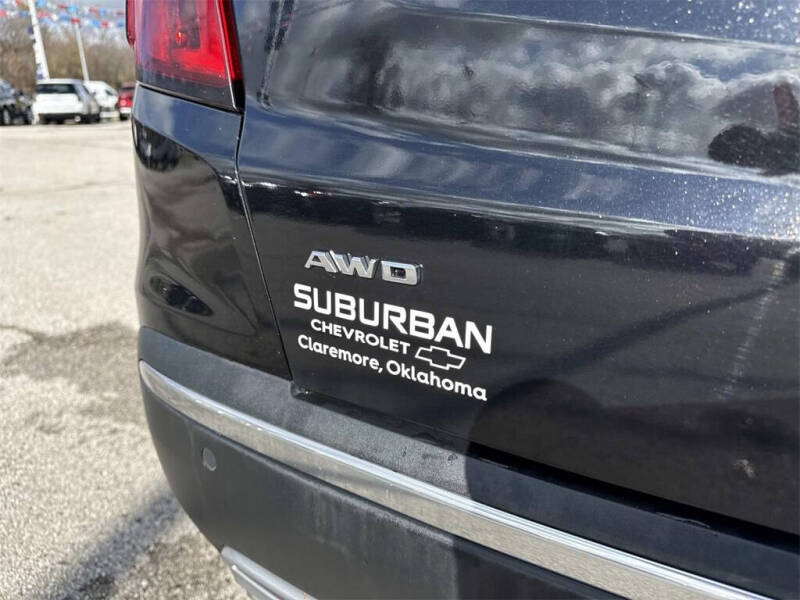 AWD
SUBURBAN
CHEVROLET
Claremore, Oklahoma